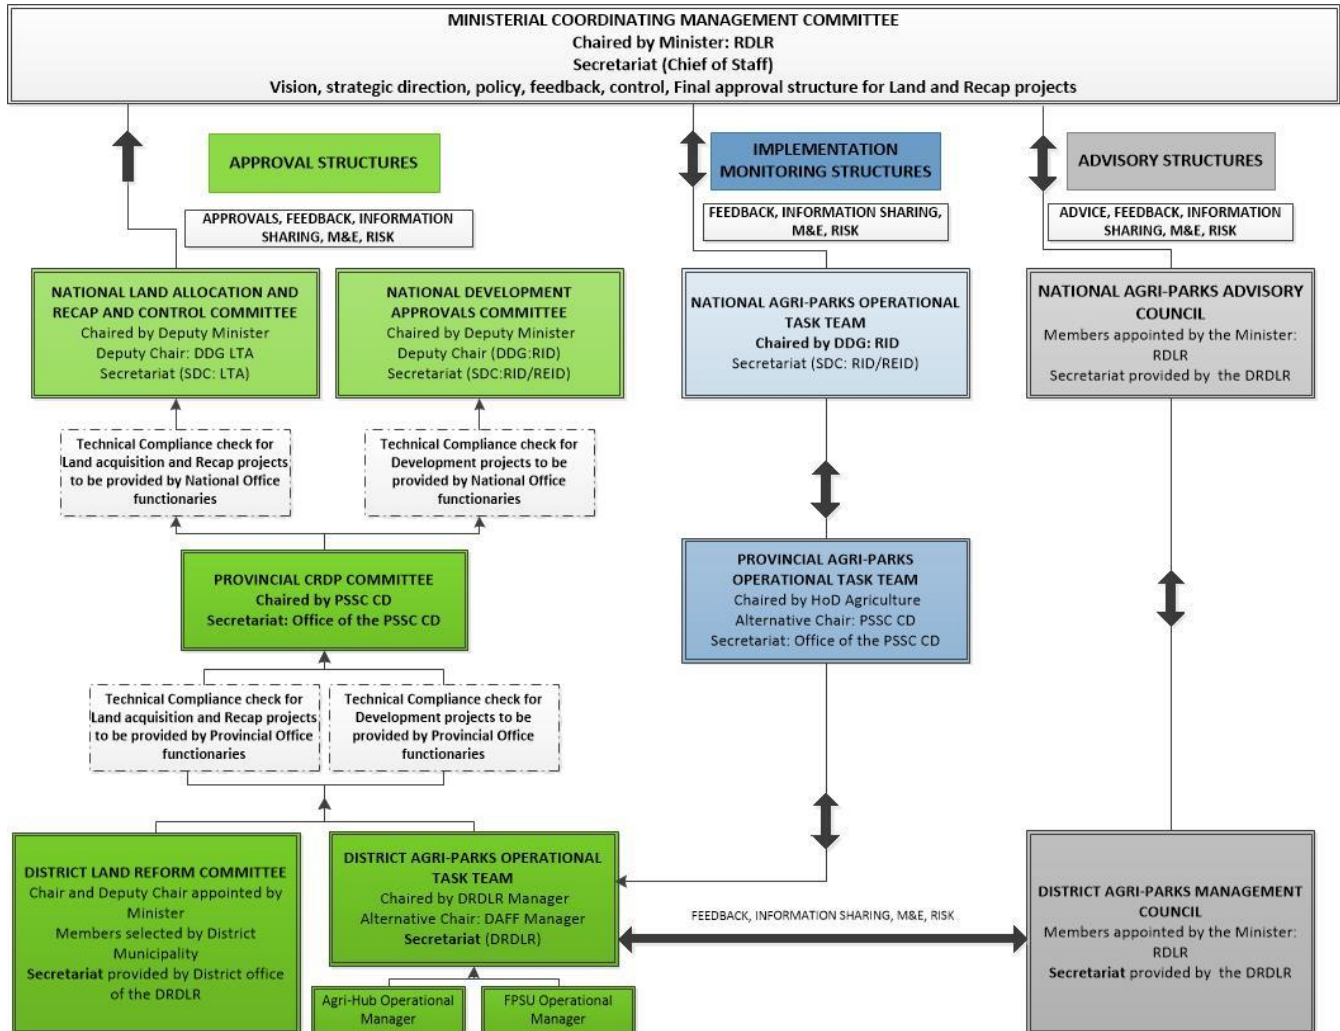 MINISTERIAL COORDINATING MANAGEMENT COMMITTEE
Chaired by Minister: RDLR
Secretariat (Chief of Staff)
Vision, strategic direction, policy, feedback, control, Final approval structure for Land and Recap projects
APPROVAL STRUCTURES
IMPLEMENTATION
MONITORING STRUCTURES
ADVISORY STRUCTURES
APPROVALS, FEEDBACK, INFORMATION
SHARING, M&E, RISK
FEEDBACK, INFORMATION SHARING,
M&E, RISK
ADVICE, FEEDBACK, INFORMATION
SHARING, M&E, RISK
NATIONAL LAND ALLOCATION AND
RECAP AND CONTROL COMMITTEE
Chaired by Deputy Minister
Deputy Chair: DDG LTA
Secretariat (SDC: LTA)
NATIONAL DEVELOPMENT
APPROVALS COMMITTEE
Chaired by Deputy Minister
Deputy Chair (DDG:RID)
Secretariat (SDC:RID/REID)
NATIONAL AGRI-PARKS OPERATIONAL
TASK TEAM
Chaired by DDG: RID
Secretariat (SDC: RID/REID)
NATIONAL AGRI-PARKS ADVISORY
COUNCIL
Members appointed by the Minister:
RDLR
Secretariat provided by the DRDLR
Technical Compliance check for
Land acquisition and Recap projects
to be provided by National Office
functionaries
Technical Compliance check for
Development projects to be
provided by National Office
functionaries
PROVINCIAL CRDP COMMITTEE
Chaired by PSSC CD
Secretariat: Office of the PSSC CD
PROVINCIAL AGRI-PARKS
OPERATIONAL TASK TEAM
Chaired by HoD Agriculture
Alternative Chair: PSSC CD
Secretariat: Office of the PSSC CD
Technical Compliance check for
Land acquisition and Recap projects
to be provided by Provincial Office
functionaries
Technical Compliance check for
Development projects to be
provided by Provincial Office
functionaries
DISTRICT LAND REFORM COMMITTEE
Chair and Deputy Chair appointed by
Minister
Members selected by District
Municipality
Secretariat provided by District office
of the DRDLR
DISTRICT AGRI-PARKS OPERATIONAL
TASK TEAM
Chaired by DRDLR Manager
Alternative Chair: DAFF Manager
Secretariat (DRDLR)
FEEDBACK, INFORMATION SHARING, M&E, RISK
DISTRICT AGRI-PARKS MANAGEMENT
COUNCIL
Members appointed by the Minister:
RDLR
Secretariat provided by the DRDLR
Agri-Hub Operational
Manager
FPSU Operational
Manager